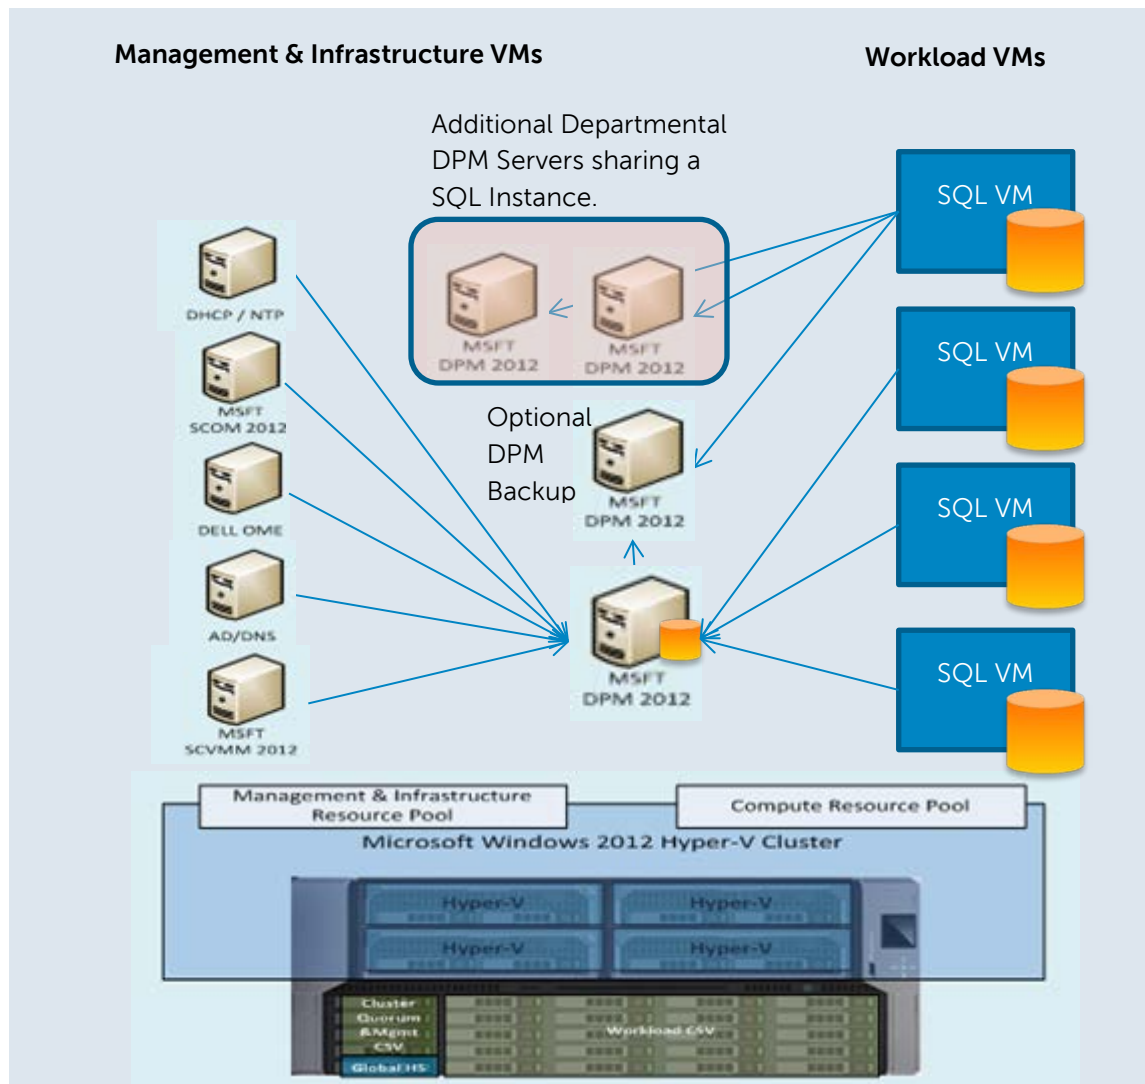 Management & Infrastructure VMs
Workload VMs
Additional Departmental
DPM Servers sharing a
SQL Instance.
SQL VM
DHCP / NTP
MSFT
DPM 2012
MSFT
DPM 2012
SQL VM
MSFT
SCOM 2012
Optional
DPM
Backup
MSFT
DPM 2012
SQL VM
DELL OME
AD/DNS
MSFT
DPM 2012
SQL VM
MSFT
SCVMM 2012
Management & Infrastructure
Resource Pool
Compute Resource Pool
Microsoft Windows 2012 Hyper-V Cluster
Hyper-V
Hyper-V
Hyper-V
Hyper-V
Cluster
Quorum
&Mgmt
CSV
Workload CSV
Global HS